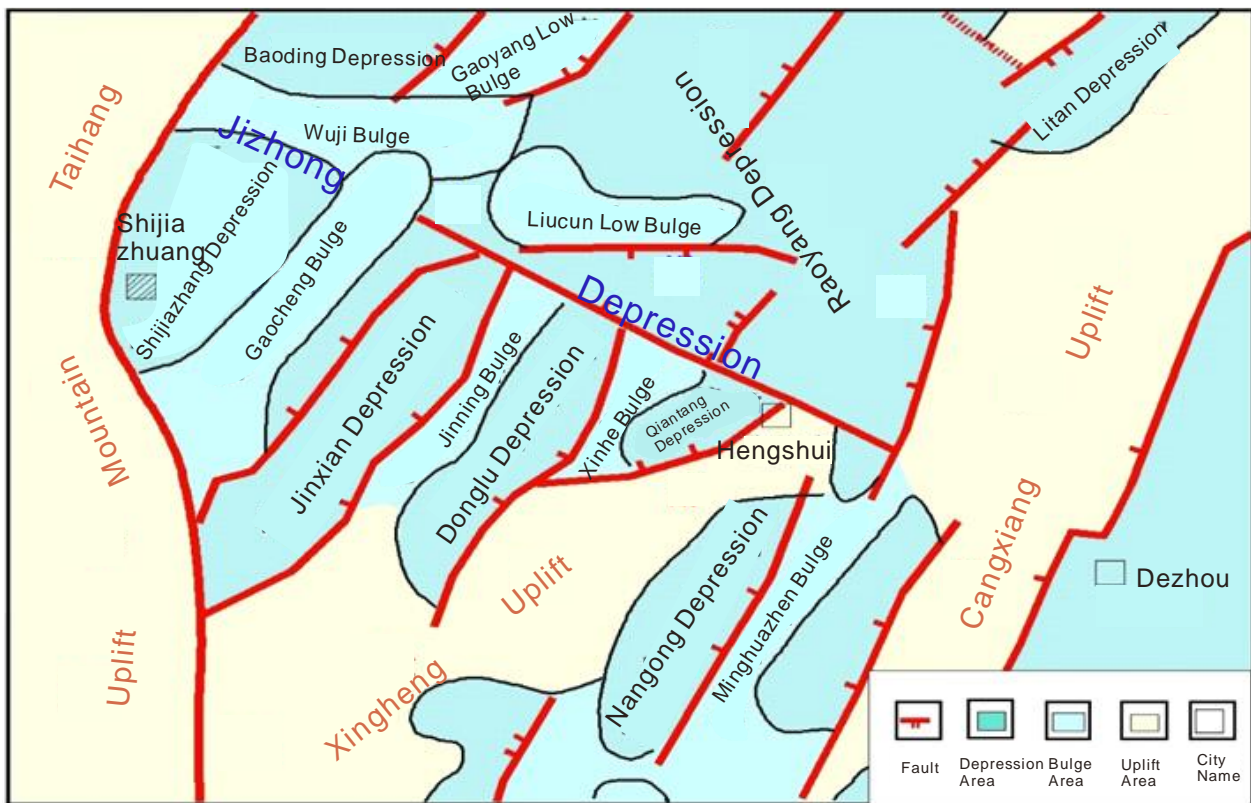 Baoding Depression
Gaoyang Low
Bulge
Litan Depression
Taihang
Wuji Bulge
Jizhong
Raoyang Depression
Shijia
zhuang
Shijiazhang Depression
Gaocheng Bulge
Liucun Low Bulge
Depression
Uplift
Mountain
Jinxian Depression
Jinning Bulge
Donglu Depression
Xinhe Bulge
Qiantang
Depression
Hengshui
Uplift
Cangxiang
Dezhou
Uplift
Xingheng
Nangong Depression
Minghuazhen Bulge
Fault
Depression
Area
Bulge
Area
Uplift
Area
City
Name